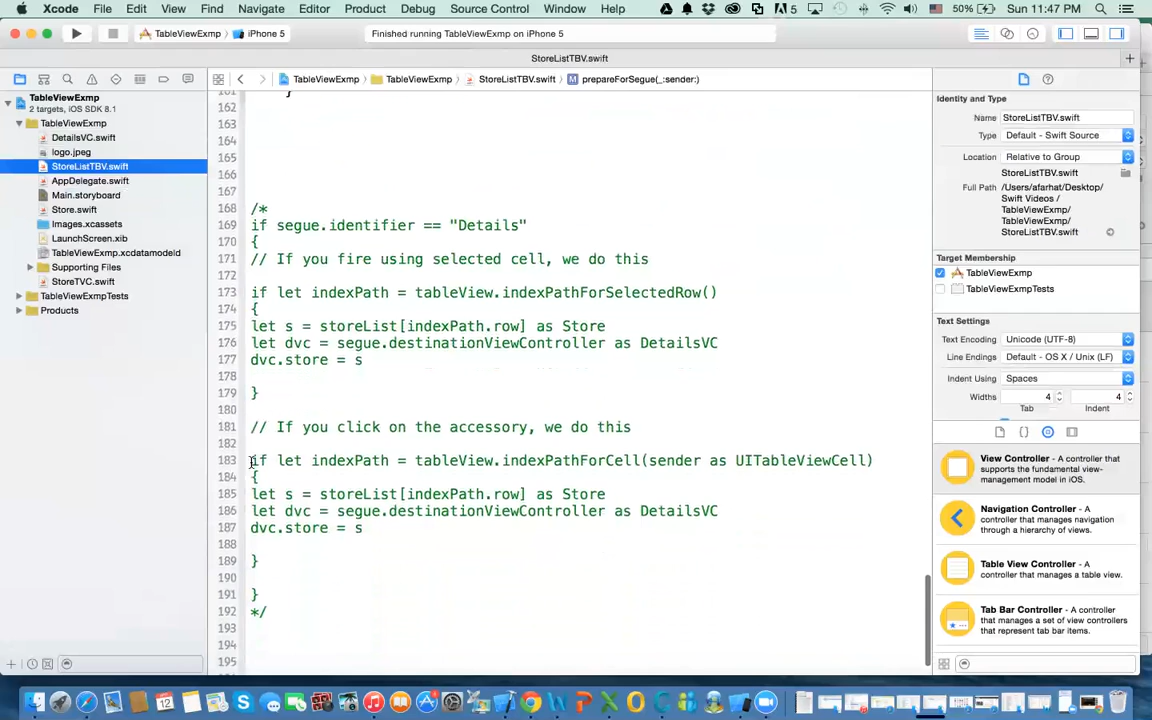 Xcode File Edit View Find Navigate Editor Product Debug Source Control Window Help
5 50% Sun 11:47 PM
TableViewExmp iPhone 5
Finished running TableViewExmp on iPhone 5
StoreListTBV.swift
TableViewExmp TableViewExmp StoreListTBV.swift M prepareForSegue(_:sender:)
TableViewExmp
2 targets, iOS SDK 8.1
TableViewExmp
DetailsVC.swift
logo.jpeg
StoreListTBV.swift
AppDelegate.swift
Main.storyboard
Store.swift
Images.xcassets
LaunchScreen.xib
TableViewExmp.xcdatamodeld
Supporting Files
StoreTVC.swift
TableViewExmpTests
Products
161 }
162
163
164
165
166
167
168 /*
169 if segue.identifier == "Details"
170 {
171 // If you fire using selected cell, we do this
172
173 if let indexPath = tableView.indexPathForSelectedRow()
174 {
175 let s = storeList[indexPath.row] as Store
176 let dvc = segue.destinationViewController as DetailsVC
177 dvc.store = s
178
179 }
180
181 // If you click on the accessory, we do this
182
183 if let indexPath = tableView.indexPathForCell(sender as UITableViewCell)
184 {
185 let s = storeList[indexPath.row] as Store
186 let dvc = segue.destinationViewController as DetailsVC
187 dvc.store = s
188
189 }
190
191 }
192 */
193
194
195
Identity and Type
Name StoreListTBV.swift
Type Default - Swift Source
Location Relative to Group
StoreListTBV.swift
Full Path /Users/afarhat/Desktop/
Swift Videos /
TableViewExmp/
TableViewExmp/
StoreListTBV.swift
Target Membership
TableViewExmp
TableViewExmpTests
Text Settings
Text Encoding Unicode (UTF-8)
Line Endings Default - OS X / Unix (LF)
Indent Using Spaces
Widths 4 4
Tab Indent
View Controller - A
controller that supports the fundamental view-
management model in iOS.
Navigation Controller - A
controller that manages navigation
through a hierarchy of views.
Table View Controller - A
controller that manages a table view.
Tab Bar Controller - A
controller that manages a set of view controllers
that represent tab bar items.